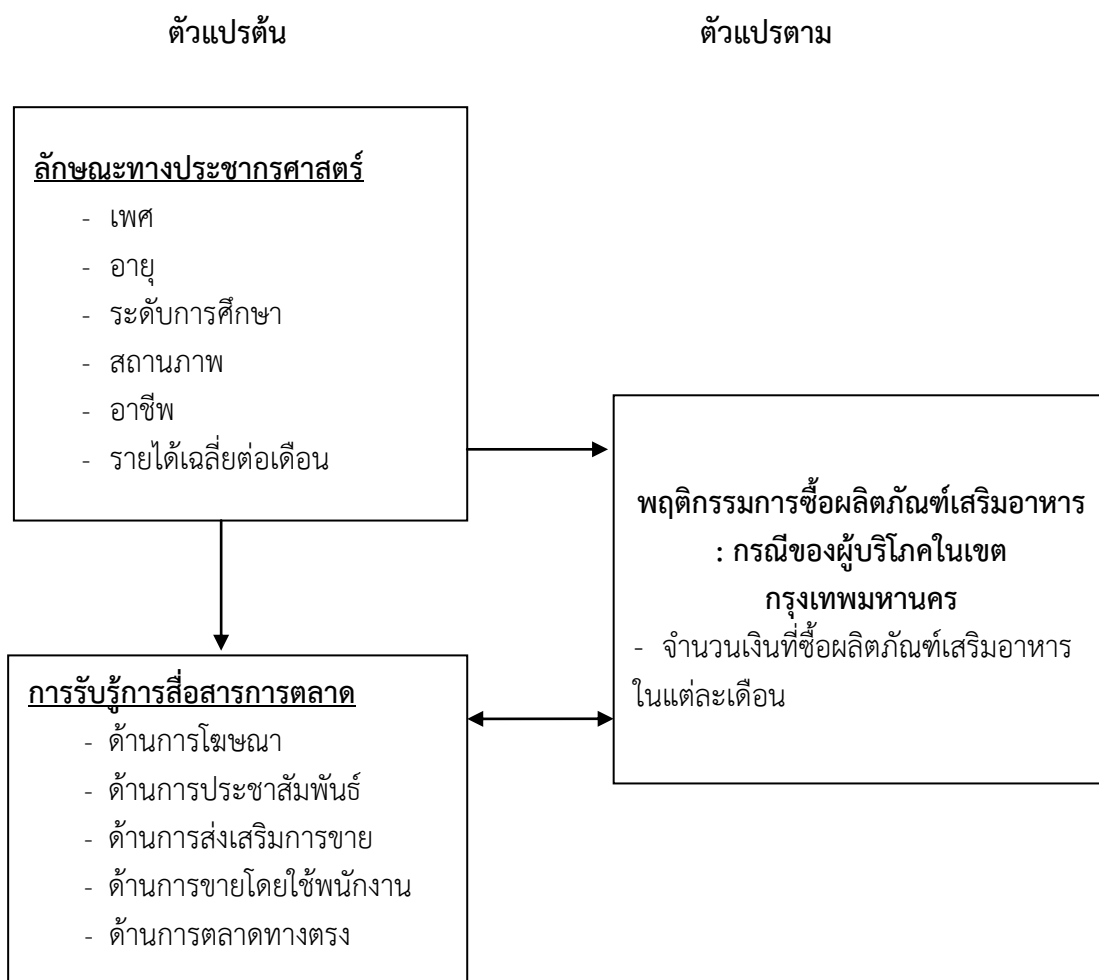 ตัวแปรต้น
ตัวแปรตาม
ลักษณะทางประชากรศาสตร์
- เพศ
- อายุ
- ระดับการศึกษา
- สถานภาพ
- อาชีพ
- รายได้เฉลี่ยต่อเดือน
พฤติกรรมการซื้อผลิตภัณฑ์เสริมอาหาร
: กรณีของผู้บริโภคในเขต
กรุงเทพมหานคร
- จำนวนเงินที่ซื้อผลิตภัณฑ์เสริมอาหาร
ในแต่ละเดือน
การรับรู้การสื่อสารการตลาด
- ด้านการโฆษณา
- ด้านการประชาสัมพันธ์
- ด้านการส่งเสริมการขาย
- ด้านการขายโดยใช้พนักงาน
- ด้านการตลาดทางตรง